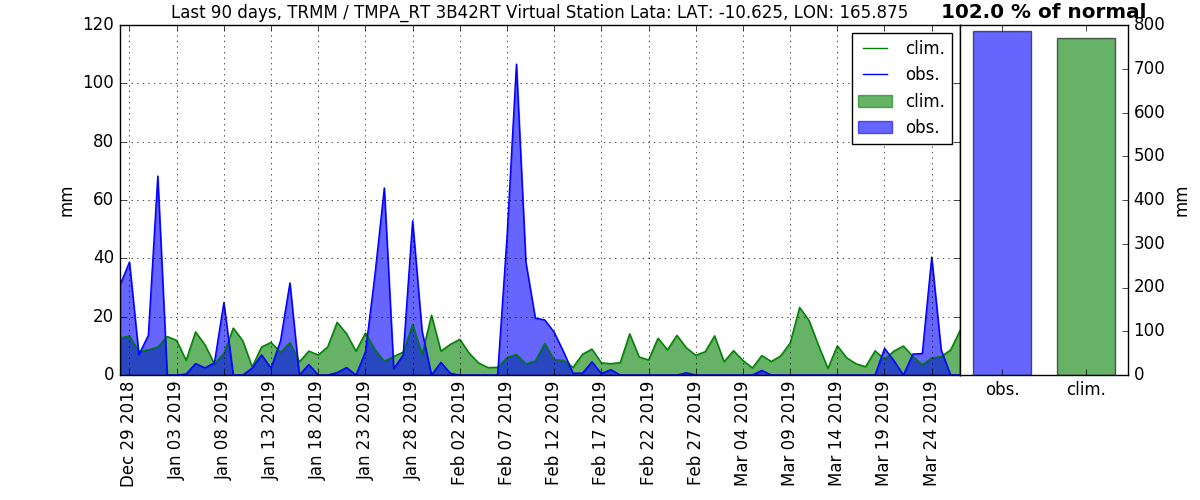 Last 90 days, TRMM / TMPA_RT 3B42RT Virtual Station Lata: LAT: -10.625, LON: 165.875
102.0 % of normal
120
100
80
60
40
20
0
mm
clim.
obs.
clim.
obs.
800
700
600
500
400
300
200
100
0
mm
Dec 29 2018
Jan 03 2019
Jan 08 2019
Jan 13 2019
Jan 18 2019
Jan 23 2019
Jan 28 2019
Feb 02 2019
Feb 07 2019
Feb 12 2019
Feb 17 2019
Feb 22 2019
Feb 27 2019
Mar 04 2019
Mar 09 2019
Mar 14 2019
Mar 19 2019
Mar 24 2019
obs.
clim.